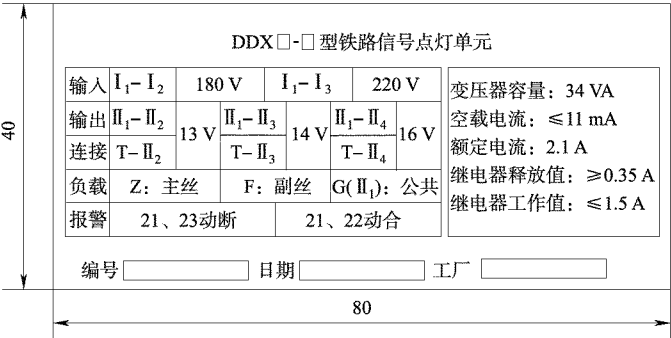 DDX□-□型铁路信号点灯单元
输入 Ⅰ1-Ⅰ2 180 V Ⅰ1-Ⅰ3 220 V
输出 Ⅱ1-Ⅱ2 13 V Ⅱ1-Ⅱ3 14 V Ⅱ1-Ⅱ4 16 V
连接 T-Ⅱ2 T-Ⅱ3 T-Ⅱ4
负载 Z：主丝 F：副丝 G(Ⅱ1)：公共
报警 21、23动断 21、22动合
变压器容量：34 VA
空载电流：≤11 mA
额定电流：2.1 A
继电器释放值：≥0.35 A
继电器工作值：≤1.5 A
编号 日期 工厂
40
80